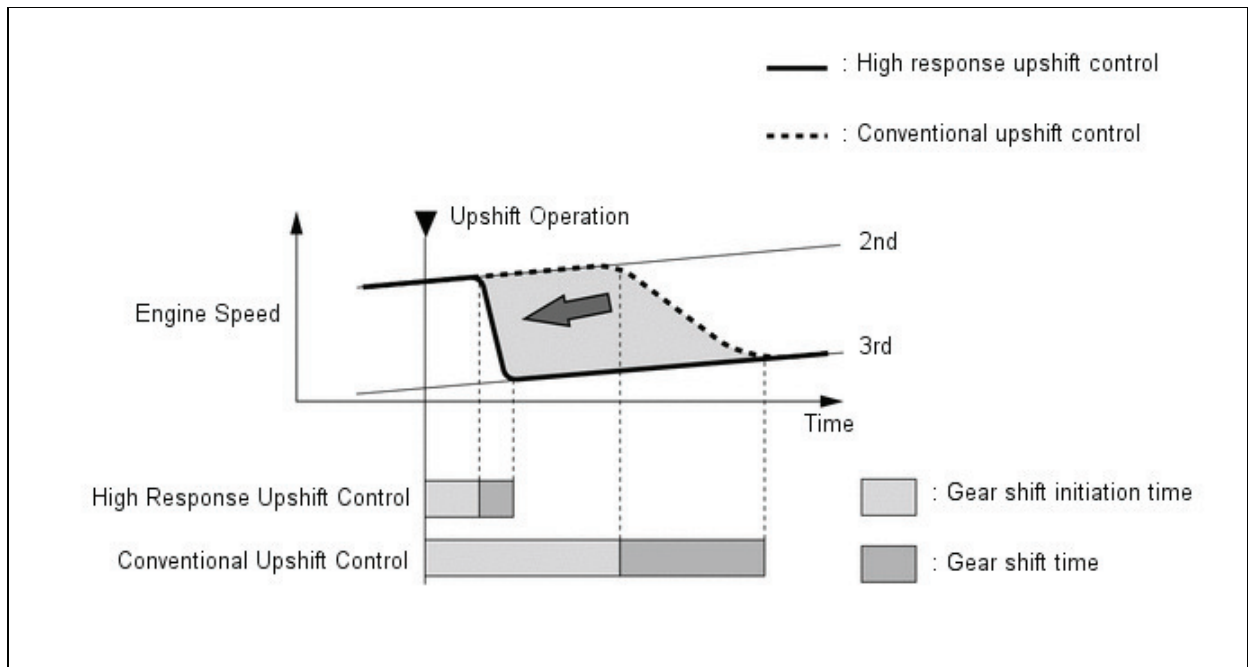 : High response upshift control
: Conventional upshift control
Upshift Operation
2nd
Engine Speed
3rd
Time
High Response Upshift Control
: Gear shift initiation time
Conventional Upshift Control
: Gear shift time